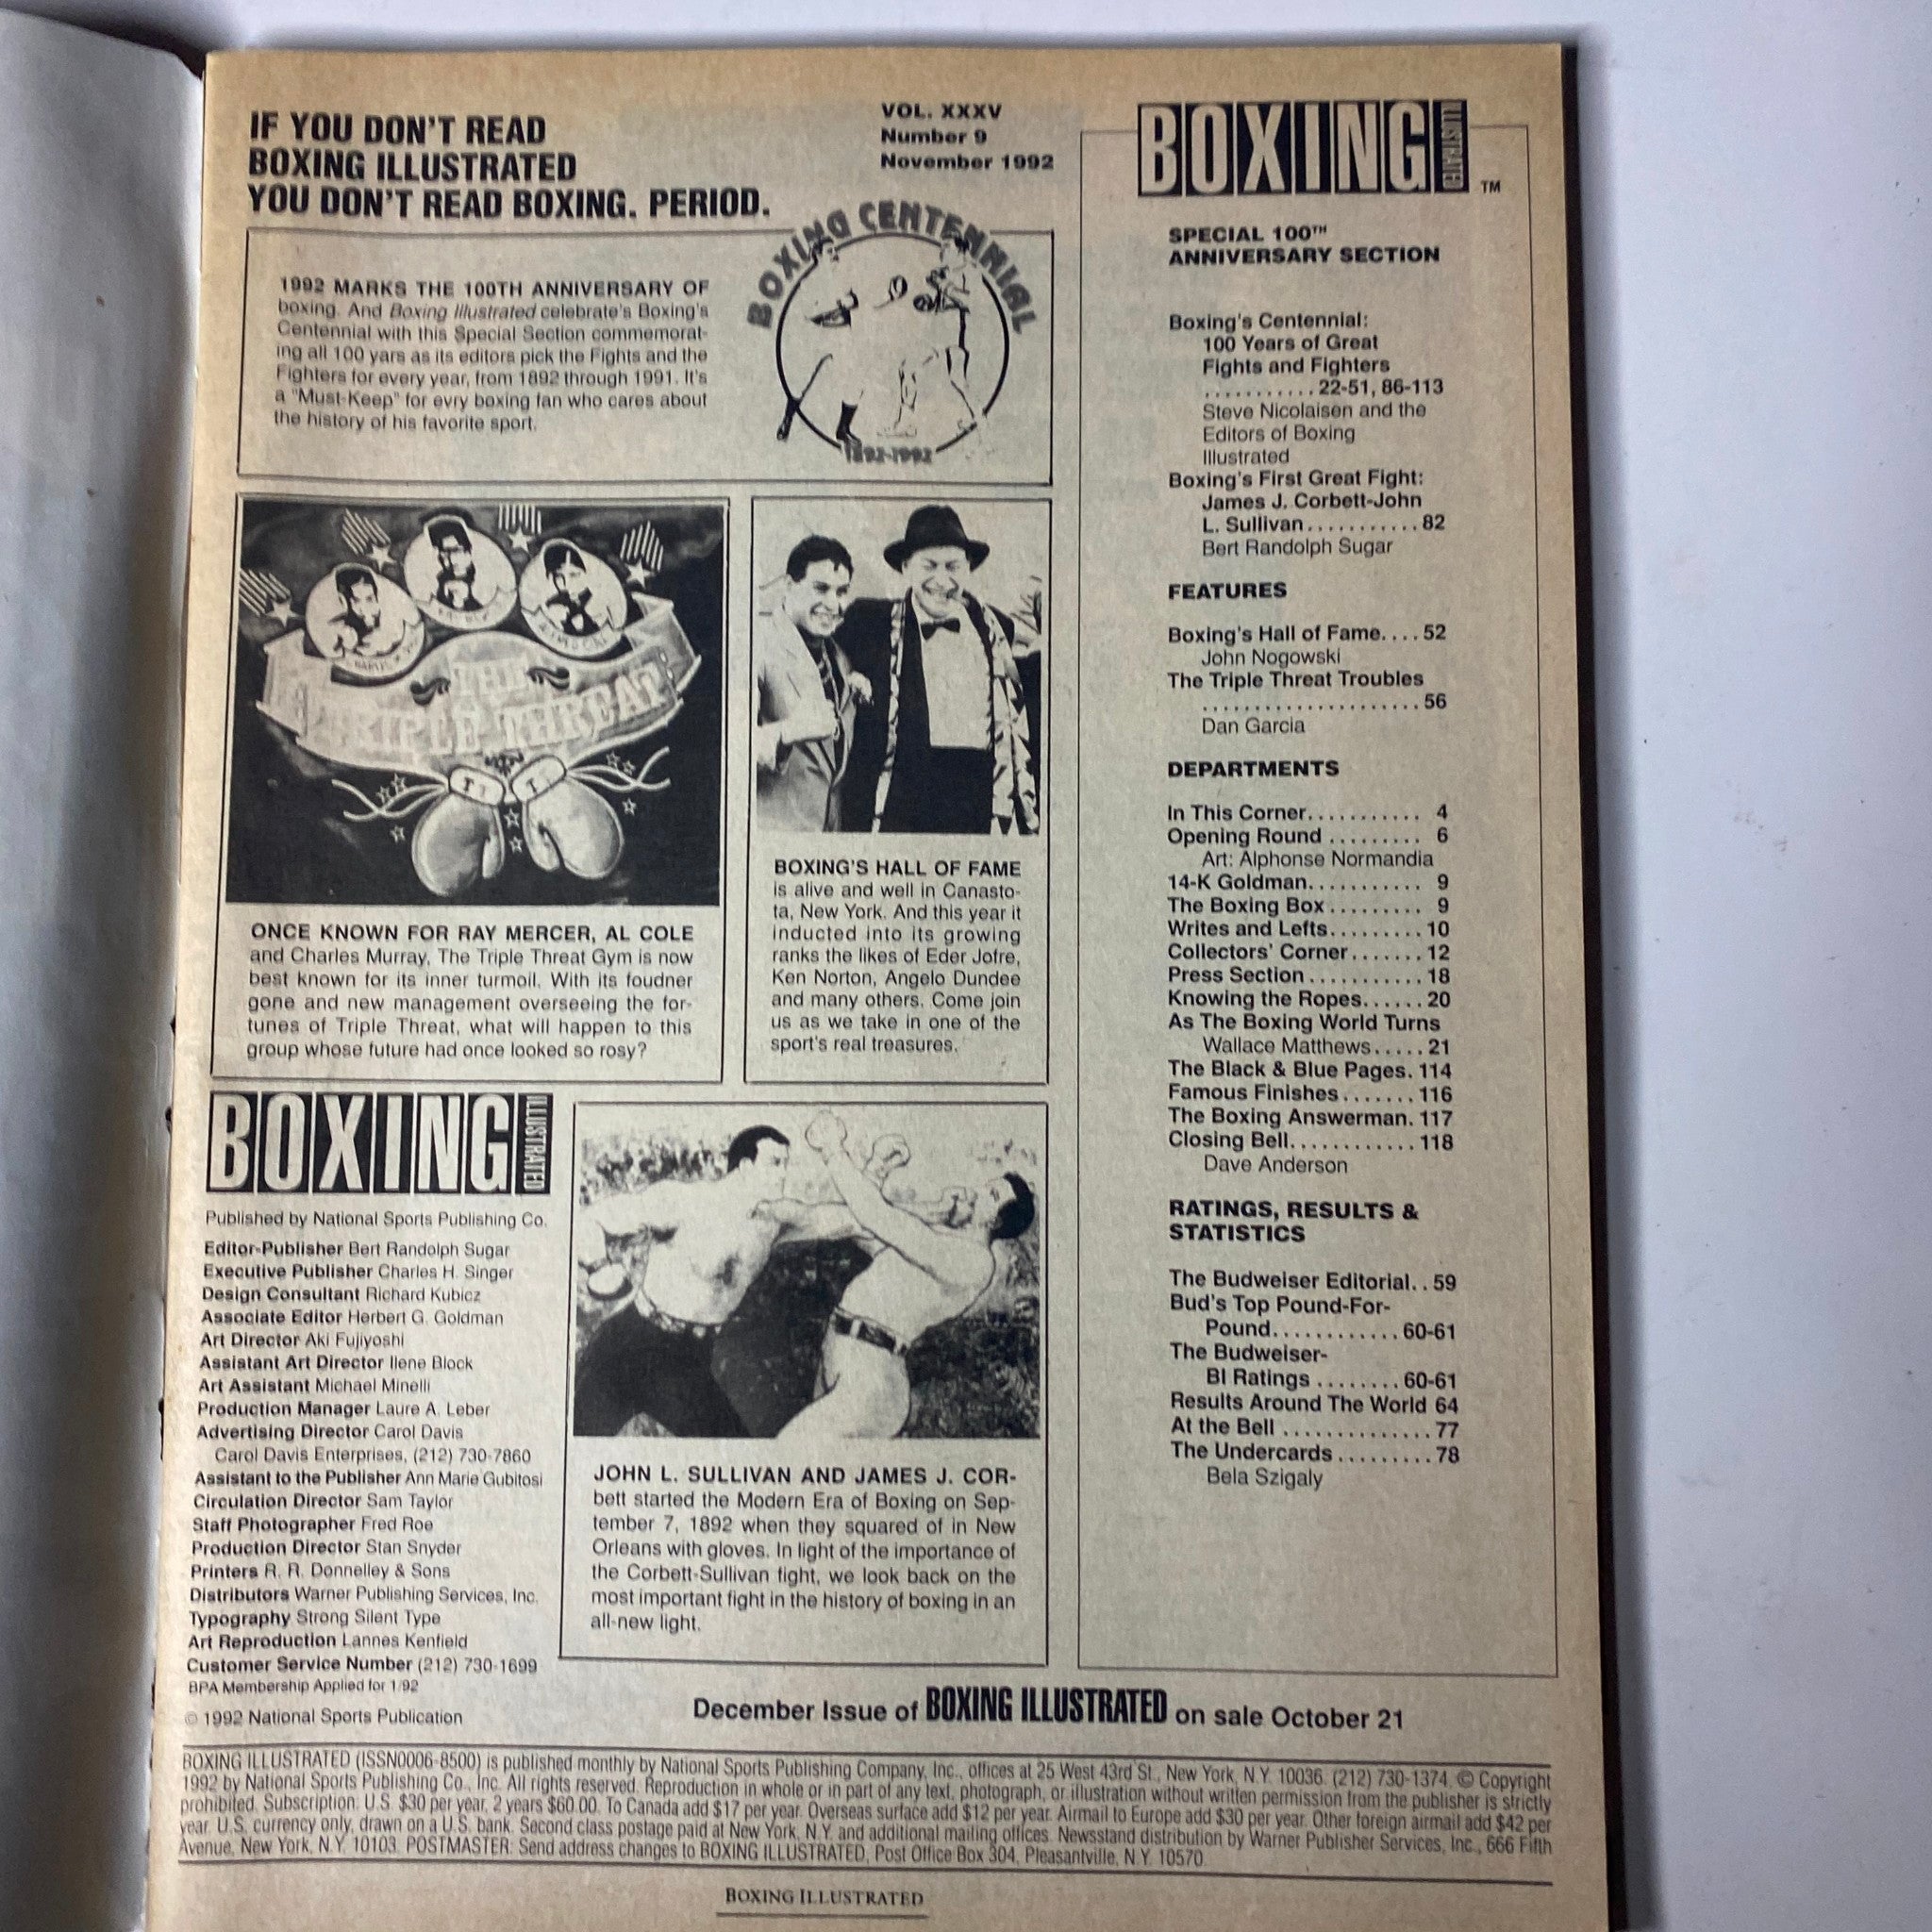 IF YOU DON'T READ
BOXING ILLUSTRATED
YOU DON'T READ BOXING. PERIOD.
VOL. XXXV
Number 9
November 1992
BOXING CENTENNIAL
1892-1992
1992 MARKS THE 100TH ANNIVERSARY OF
boxing. And Boxing Illustrated celebrate's Boxing's
Centennial with this Special Section commemorat-
ing all 100 yars as its editors pick the Fights and the
Fighters for every year, from 1892 through 1991. It's
a "Must-Keep" for evry boxing fan who cares about
the history of his favorite sport.
THE
TRIPLE THREAT
T T
ONCE KNOWN FOR RAY MERCER, AL COLE
and Charles Murray, The Triple Threat Gym is now
best known for its inner turmoil. With its foudner
gone and new management overseeing the for-
tunes of Triple Threat, what will happen to this
group whose future had once looked so rosy?
BOXING'S HALL OF FAME
is alive and well in Canasto-
ta, New York. And this year it
inducted into its growing
ranks the likes of Eder Jofre,
Ken Norton, Angelo Dundee
and many others. Come join
us as we take in one of the
sport's real treasures.
BOXING ILLUSTRATED
Published by National Sports Publishing Co.
Editor-Publisher Bert Randolph Sugar
Executive Publisher Charles H. Singer
Design Consultant Richard Kubicz
Associate Editor Herbert G. Goldman
Art Director Aki Fujiyoshi
Assistant Art Director Ilene Block
Art Assistant Michael Minelli
Production Manager Laure A. Leber
Advertising Director Carol Davis
Carol Davis Enterprises, (212) 730-7860
Assistant to the Publisher Ann Marie Gubitosi
Circulation Director Sam Taylor
Staff Photographer Fred Roe
Production Director Stan Snyder
Printers R. R. Donnelley & Sons
Distributors Warner Publishing Services, Inc.
Typography Strong Silent Type
Art Reproduction Lannes Kenfield
Customer Service Number (212) 730-1699
BPA Membership Applied for 1/92
© 1992 National Sports Publication
JOHN L. SULLIVAN AND JAMES J. COR-
bett started the Modern Era of Boxing on Sep-
tember 7, 1892 when they squared of in New
Orleans with gloves. In light of the importance of
the Corbett-Sullivan fight, we look back on the
most important fight in the history of boxing in an
all-new light.
BOXING ILLUSTRATED ™
SPECIAL 100TH
ANNIVERSARY SECTION
Boxing's Centennial:
100 Years of Great
Fights and Fighters
........... 22-51, 86-113
Steve Nicolaisen and the
Editors of Boxing
Illustrated
Boxing's First Great Fight:
James J. Corbett-John
L. Sullivan........... 82
Bert Randolph Sugar
FEATURES
Boxing's Hall of Fame.... 52
John Nogowski
The Triple Threat Troubles
...................... 56
Dan Garcia
DEPARTMENTS
In This Corner........... 4
Opening Round ......... 6
Art: Alphonse Normandia
14-K Goldman........... 9
The Boxing Box ......... 9
Writes and Lefts......... 10
Collectors' Corner....... 12
Press Section ........... 18
Knowing the Ropes...... 20
As The Boxing World Turns
Wallace Matthews..... 21
The Black & Blue Pages. 114
Famous Finishes ....... 116
The Boxing Answerman. 117
Closing Bell............ 118
Dave Anderson
RATINGS, RESULTS &
STATISTICS
The Budweiser Editorial.. 59
Bud's Top Pound-For-
Pound............ 60-61
The Budweiser-
BI Ratings ........ 60-61
Results Around The World 64
At the Bell .............. 77
The Undercards ......... 78
Bela Szigaly
December Issue of BOXING ILLUSTRATED on sale October 21
BOXING ILLUSTRATED (ISSN0006-8500) is published monthly by National Sports Publishing Company, Inc., offices at 25 West 43rd St., New York, N.Y. 10036. (212) 730-1374. © Copyright
1992 by National Sports Publishing Co., Inc. All rights reserved. Reproduction in whole or in part of any text, photograph, or illustration without written permission from the publisher is strictly
prohibited. Subscription: U.S. $30 per year, 2 years $60.00. To Canada add $17 per year. Overseas surface add $12 per year. Airmail to Europe add $30 per year. Other foreign airmail add $42 per
year. U.S. currency only, drawn on a U.S. bank. Second class postage paid at New York, N.Y. and additional mailing offices. Newsstand distribution by Warner Publisher Services, Inc., 666 Fifth
Avenue, New York, N.Y. 10103. POSTMASTER: Send address changes to BOXING ILLUSTRATED, Post Office Box 304, Pleasantville, N.Y. 10570.
BOXING ILLUSTRATED